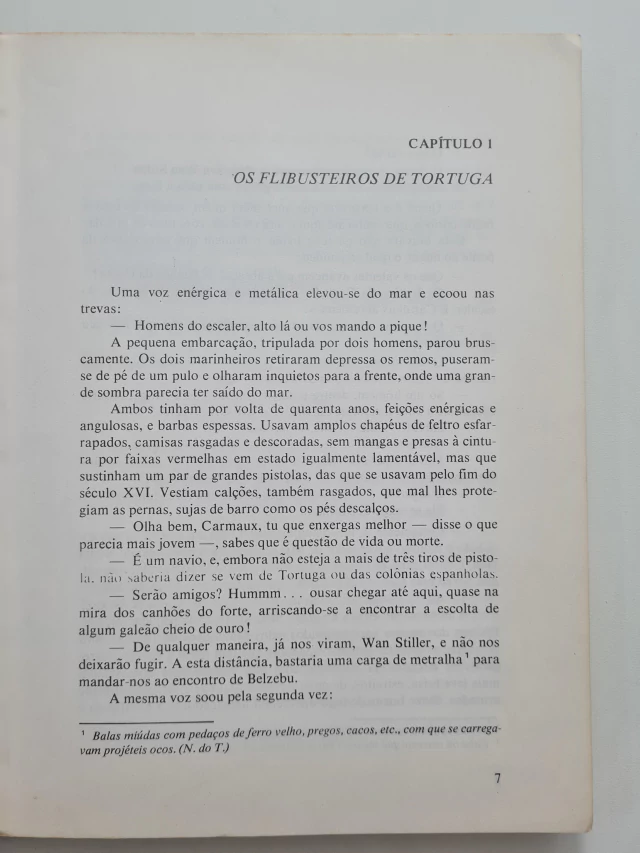 CAPÍTULO 1
OS FLIBUSTEIROS DE TORTUGA
Uma voz enérgica e metálica elevou-se do mar e ecoou nas
trevas:
— Homens do escaler, alto lá ou vos mando a pique!
A pequena embarcação, tripulada por dois homens, parou brus-
camente. Os dois marinheiros retiraram depressa os remos, puseram-
se de pé de um pulo e olharam inquietos para a frente, onde uma gran-
de sombra parecia ter saído do mar.
Ambos tinham por volta de quarenta anos, feições enérgicas e
angulosas, e barbas espessas. Usavam amplos chapéus de feltro esfar-
rapados, camisas rasgadas e descoradas, sem mangas e presas à cintu-
ra por faixas vermelhas em estado igualmente lamentável, mas que
sustinham um par de grandes pistolas, das que se usavam pelo fim do
século XVI. Vestiam calções, também rasgados, que mal lhes prote-
giam as pernas, sujas de barro como os pés descalços.
— Olha bem, Carmaux, tu que enxergas melhor — disse o que
parecia mais jovem —, sabes que é questão de vida ou morte.
— É um navio, e, embora não esteja a mais de três tiros de pisto-
la, não saberia dizer se vem de Tortuga ou das colônias espanholas.
— Serão amigos? Hummm... ousar chegar até aqui, quase na
mira dos canhões do forte, arriscando-se a encontrar a escolta de
algum galeão cheio de ouro!
— De qualquer maneira, já nos viram, Wan Stiller, e não nos
deixarão fugir. A esta distância, bastaria uma carga de metralha¹ para
mandar-nos ao encontro de Belzebu.
A mesma voz soou pela segunda vez:
¹ Balas miúdas com pedaços de ferro velho, pregos, cacos, etc., com que se carrega-
vam projéteis ocos. (N. do T.)
7